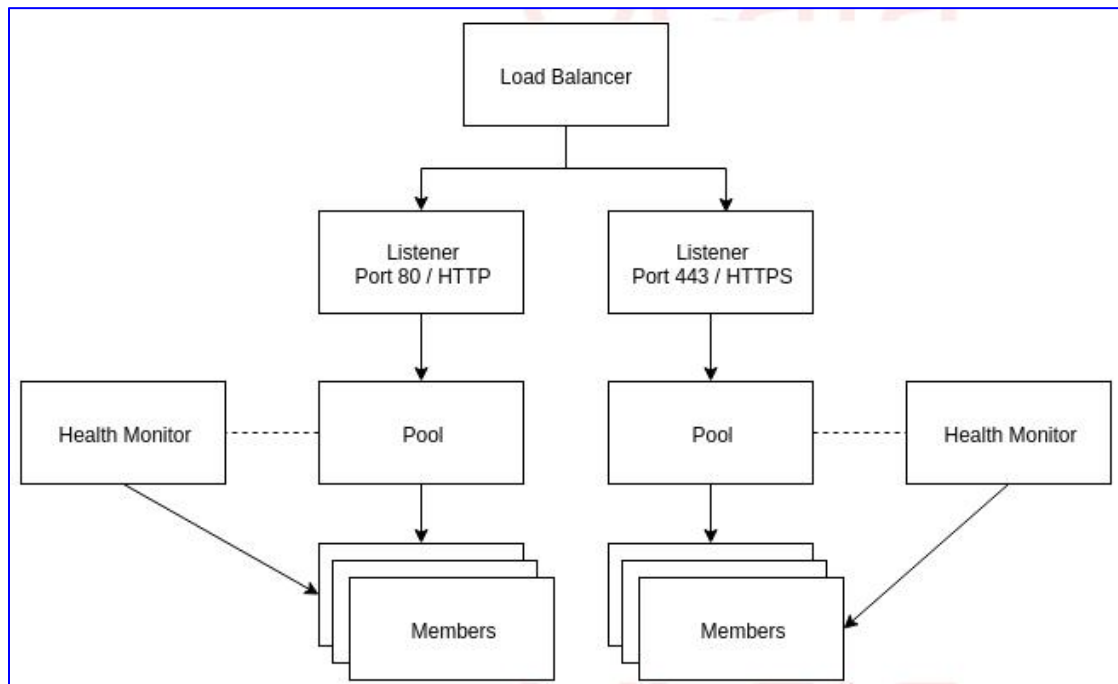 Load Balancer
Listener
Port 80 / HTTP
Listener
Port 443 / HTTPS
Health Monitor
Pool
Pool
Health Monitor
Members
Members